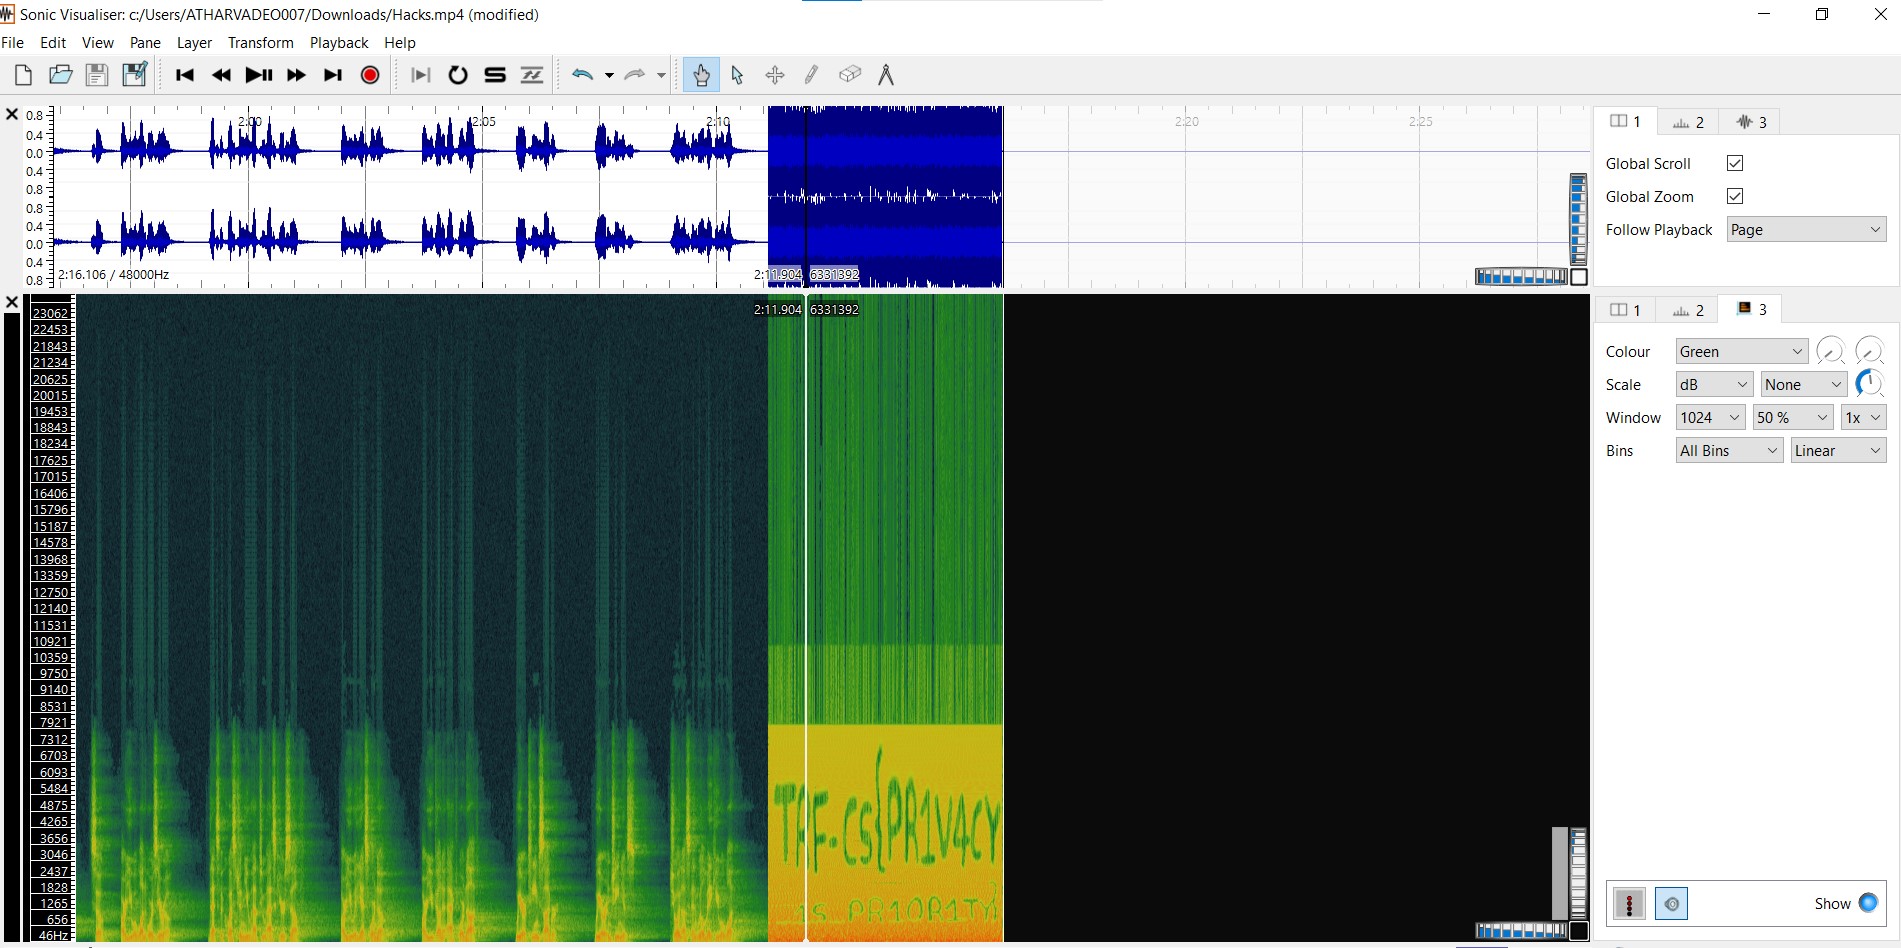 Sonic Visualiser: c:/Users/ATHARVADEO007/Downloads/Hacks.mp4 (modified)
File Edit View Pane Layer Transform Playback Help
0.8
0.4
0.0
0.4
0.8
0.8
0.4
0.0
0.4
0.8
2:00 2:05 2:10 2:20 2:25
2:16.106 / 48000Hz
2:11.904 6331392
1 2 3
Global Scroll
Global Zoom
Follow Playback Page
2:11.904 6331392
23062
22453
21843
21234
20625
20015
19453
18843
18234
17625
17015
16406
15796
15187
14578
13968
13359
12750
12140
11531
10921
10359
9750
9140
8531
7921
7312
6703
6093
5484
4875
4265
3656
3046
2437
1828
1265
656
46Hz
CS{PR1V4CY
1S PR1OR1TY}
1 2 3
Colour Green
Scale dB None
Window 1024 50 % 1x
Bins All Bins Linear
Show